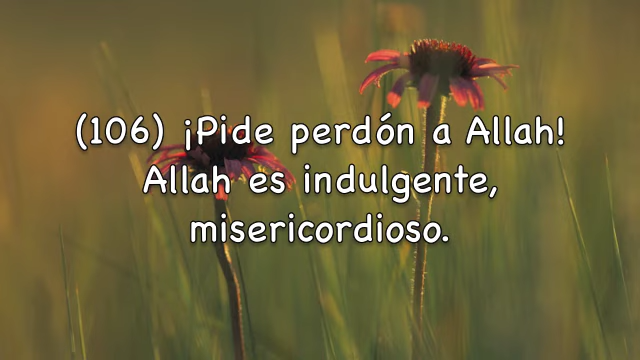 (106) ¡Pide perdón a Allah!
Allah es indulgente,
misericordioso.